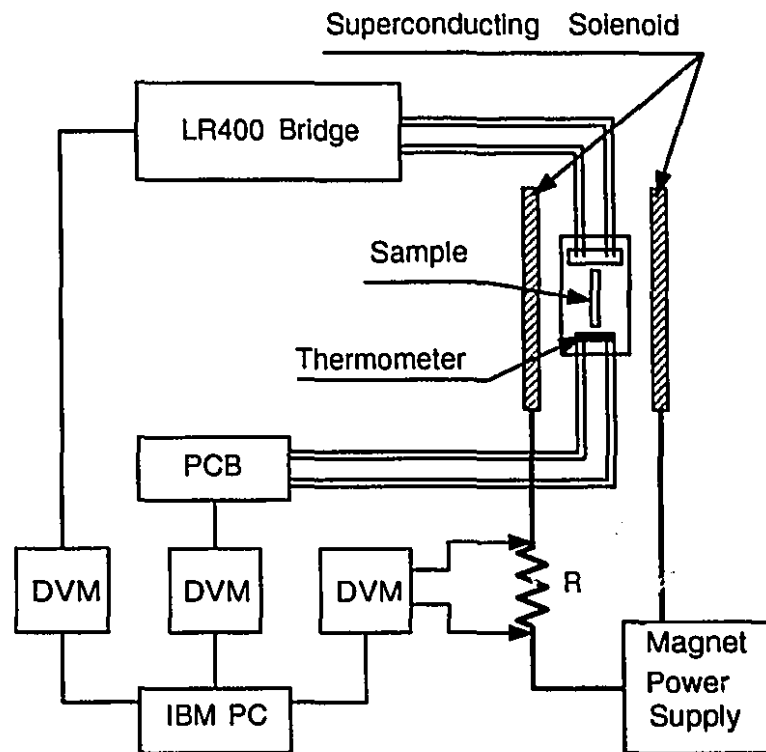 Superconducting Solenoid
LR400 Bridge
Sample
Thermometer
PCB
DVM
DVM
DVM
R
Magnet
Power
Supply
IBM PC